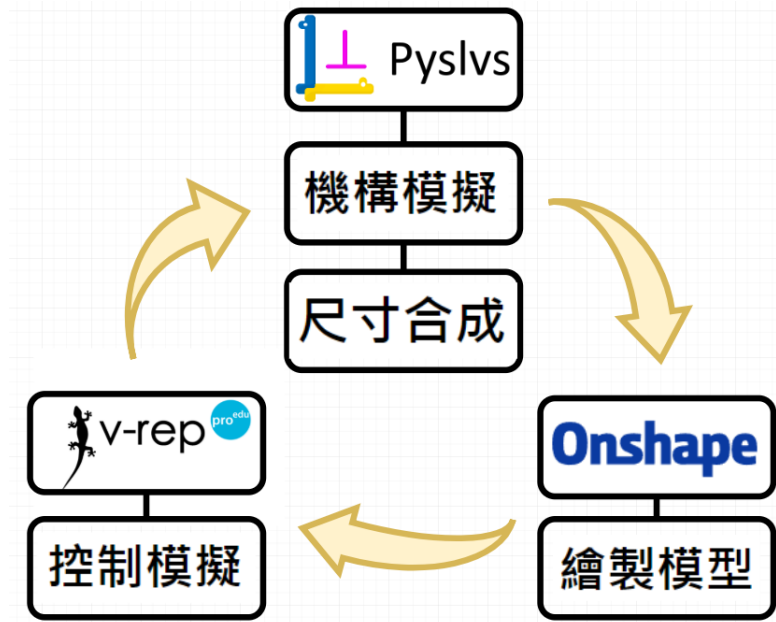 Pyslvs
機構模擬
尺寸合成
v-rep
pro edu
Onshape
控制模擬
繪製模型